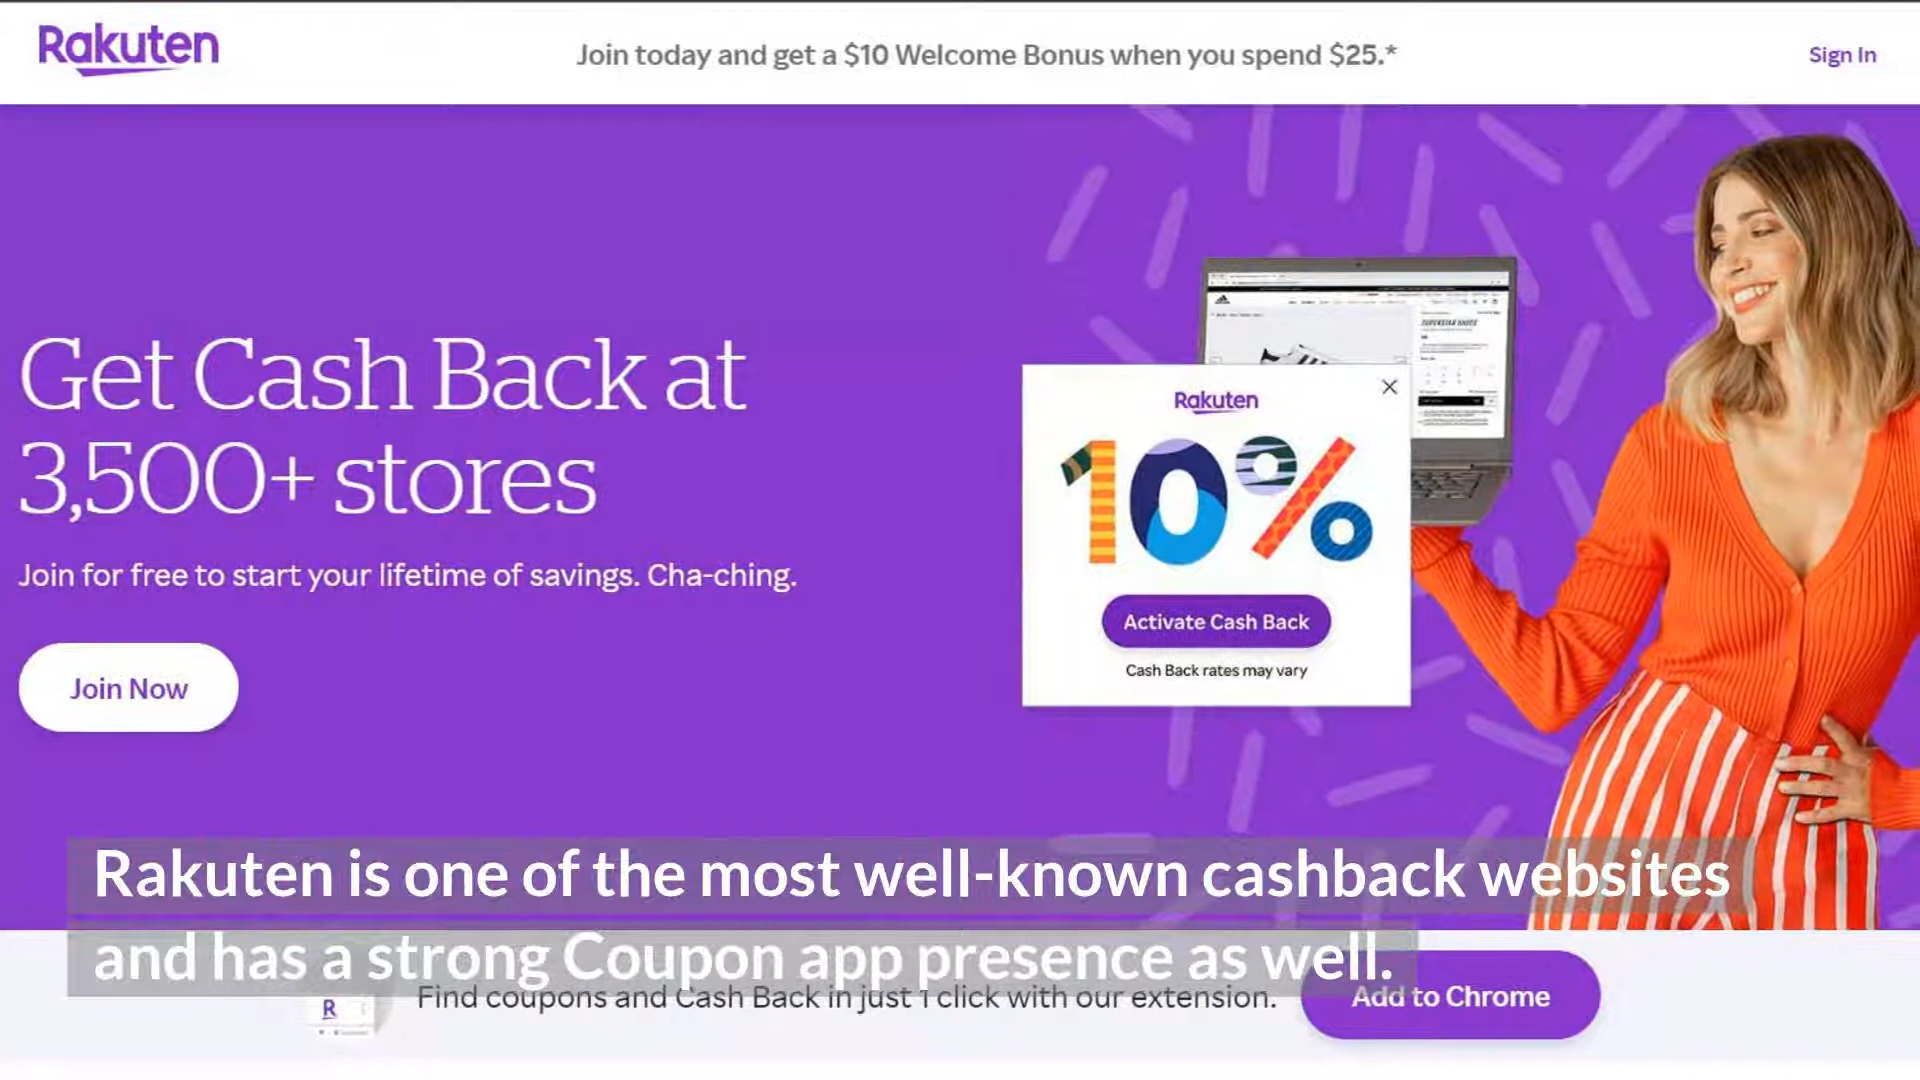 Rakuten
Join today and get a $10 Welcome Bonus when you spend $25.*
Sign In
Get Cash Back at
3,500+ stores
Join for free to start your lifetime of savings. Cha-ching.
Join Now
SUPERSTAR SHOES
Rakuten
10%
Activate Cash Back
Cash Back rates may vary
Rakuten is one of the most well-known cashback websites
and has a strong Coupon app presence as well.
R
Find coupons and Cash Back in just 1 click with our extension.
Add to Chrome